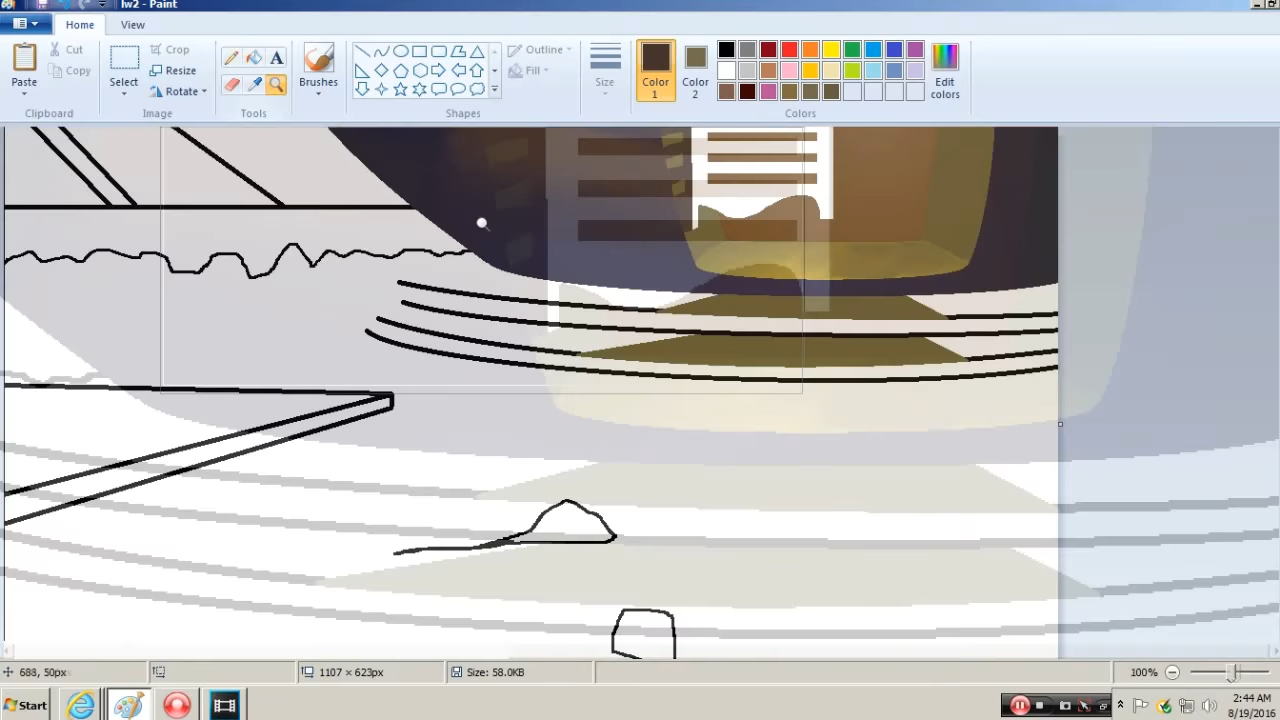 lw2 - Paint
Home View
Cut Crop Outline
Copy Resize Fill
Paste Select Rotate A Brushes Size Color 1 Color 2 Edit colors
Clipboard Image Tools Shapes Colors
688, 50px 1107 × 623px Size: 58.0KB 100%
Start 2:44 AM
8/19/2016